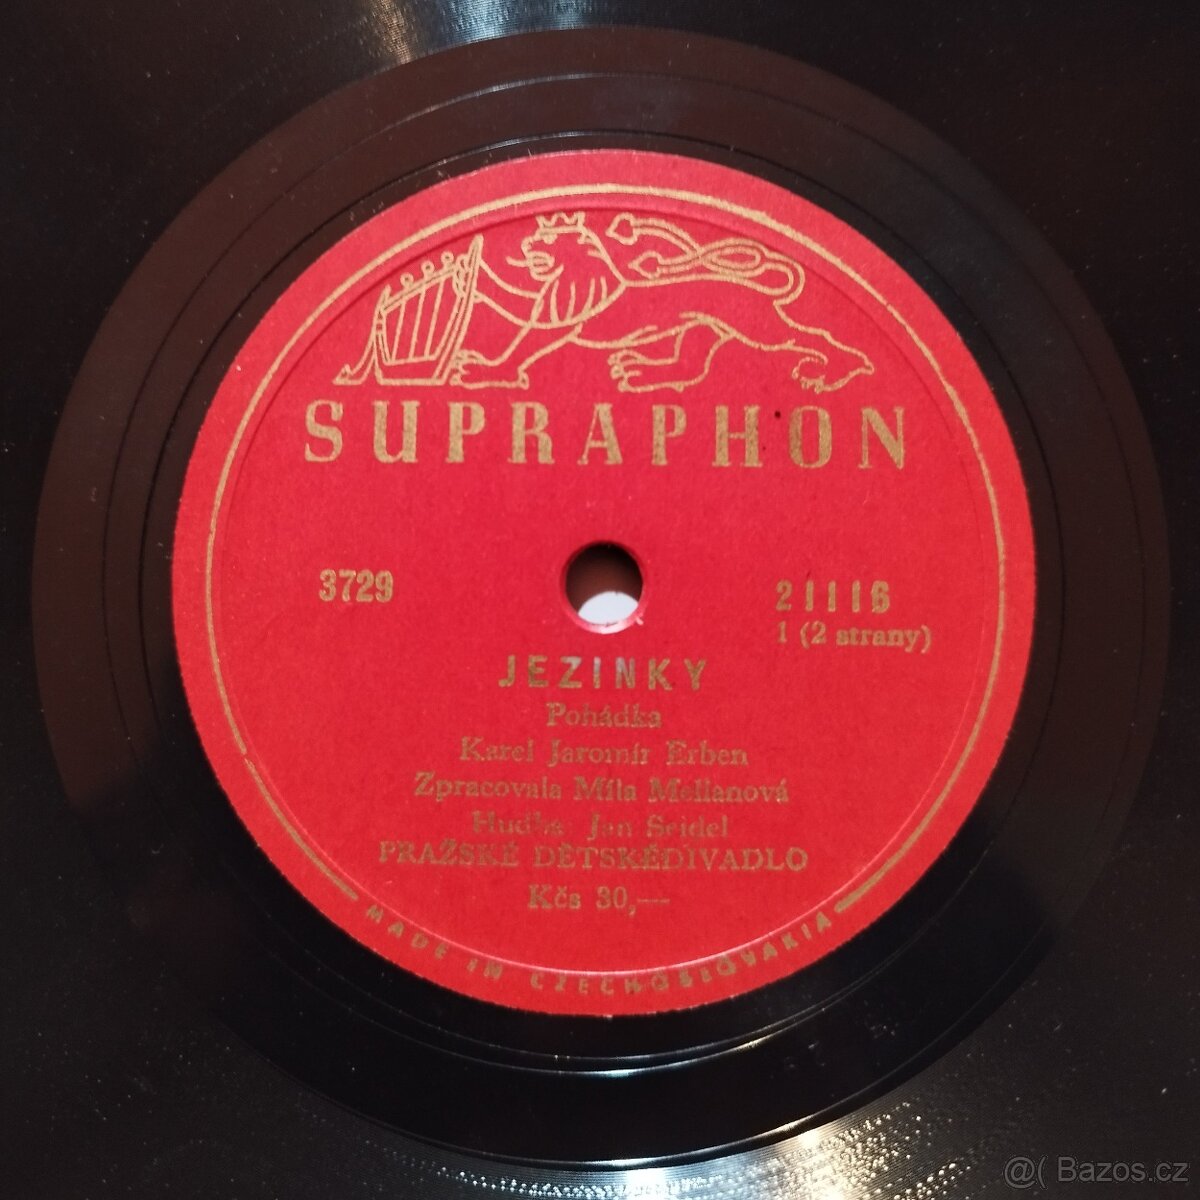 SUPRAPHON
3729
21116
1 (2 strany)
JEZINKY
Pohádka
Karel Jaromír Erben
Zpracovala Míla Mellanová
Hudba: Jan Seidel
PRAŽSKÉ DĚTSKÉDIVADLO
Kčs 30,—
MADE IN CZECHOSLOVAKIA
@( Bazos.cz